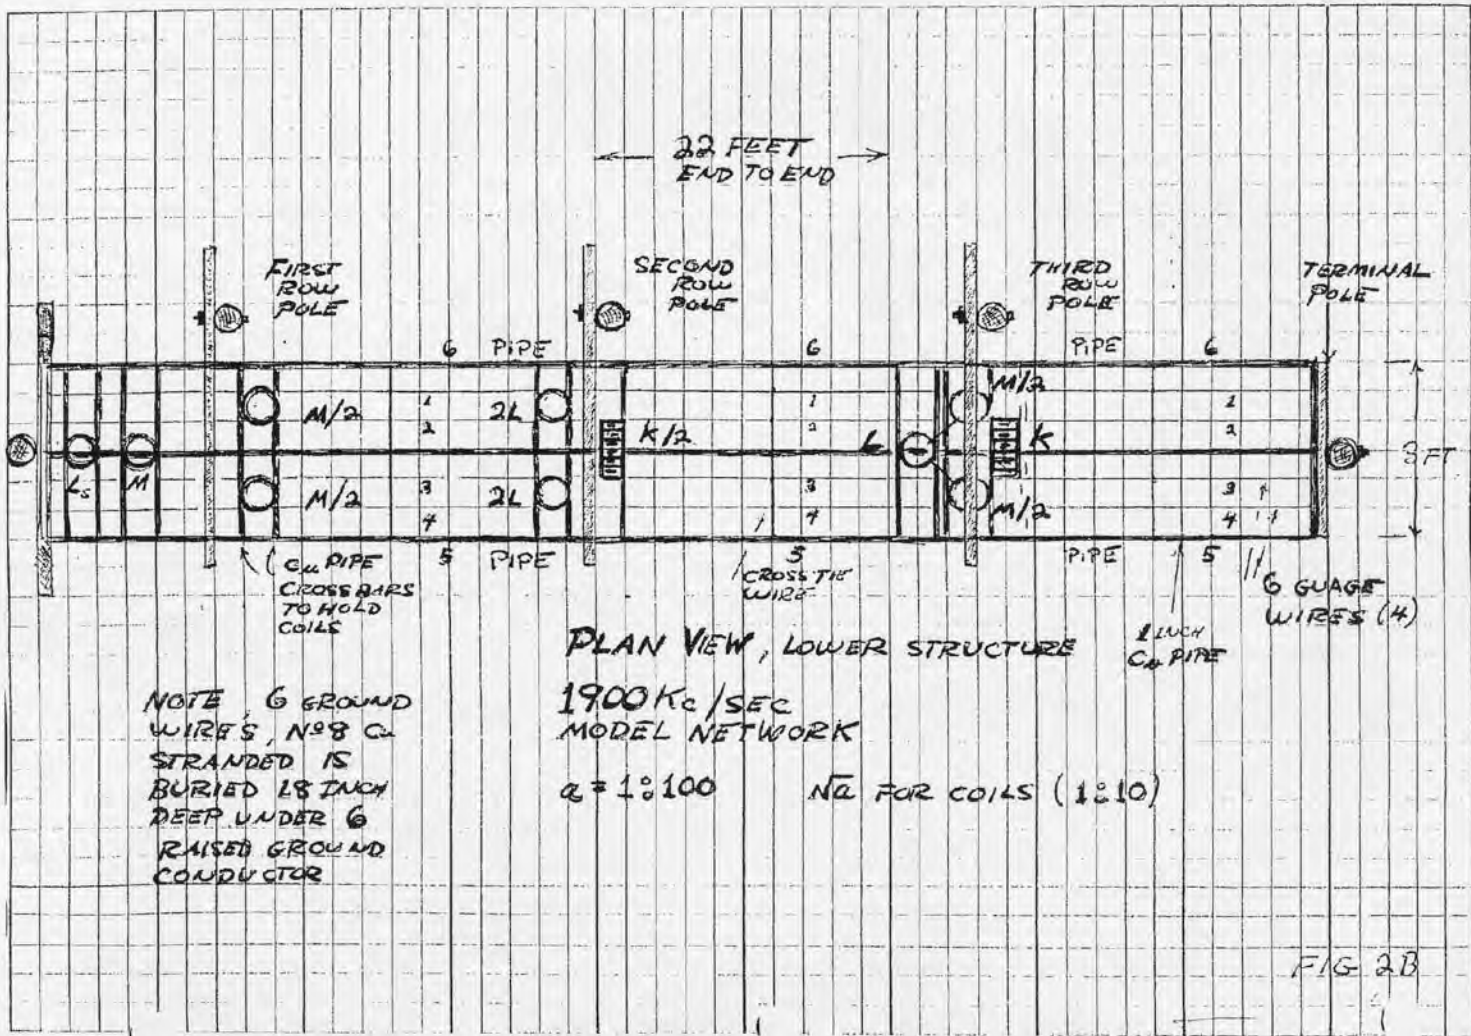 22 FEET
END TO END
FIRST
ROW
POLE
SECOND
ROW
POLE
THIRD
ROW
POLE
TERMINAL
POLE
6 PIPE 6 PIPE 6
Ls
M
M/2
M/2
1
2
3
4
5
2L
2L
PIPE
K/2
1
2
3
4
5
L
M/2
K
M/2
PIPE
1
2
3
4
5
3 FT
Cu PIPE
CROSS BARS
TO HOLD
COILS
CROSS TIE
WIRE
1 INCH
Cu PIPE
6 GUAGE
WIRES (4)
PLAN VIEW, LOWER STRUCTURE
1900 Kc/SEC
MODEL NETWORK
a = 1:100 √a FOR COILS (1:10)
NOTE, 6 GROUND
WIRES, Nº8 Cu
STRANDED IS
BURIED 18 INCH
DEEP UNDER 6
RAISED GROUND
CONDUCTOR
FIG 2B